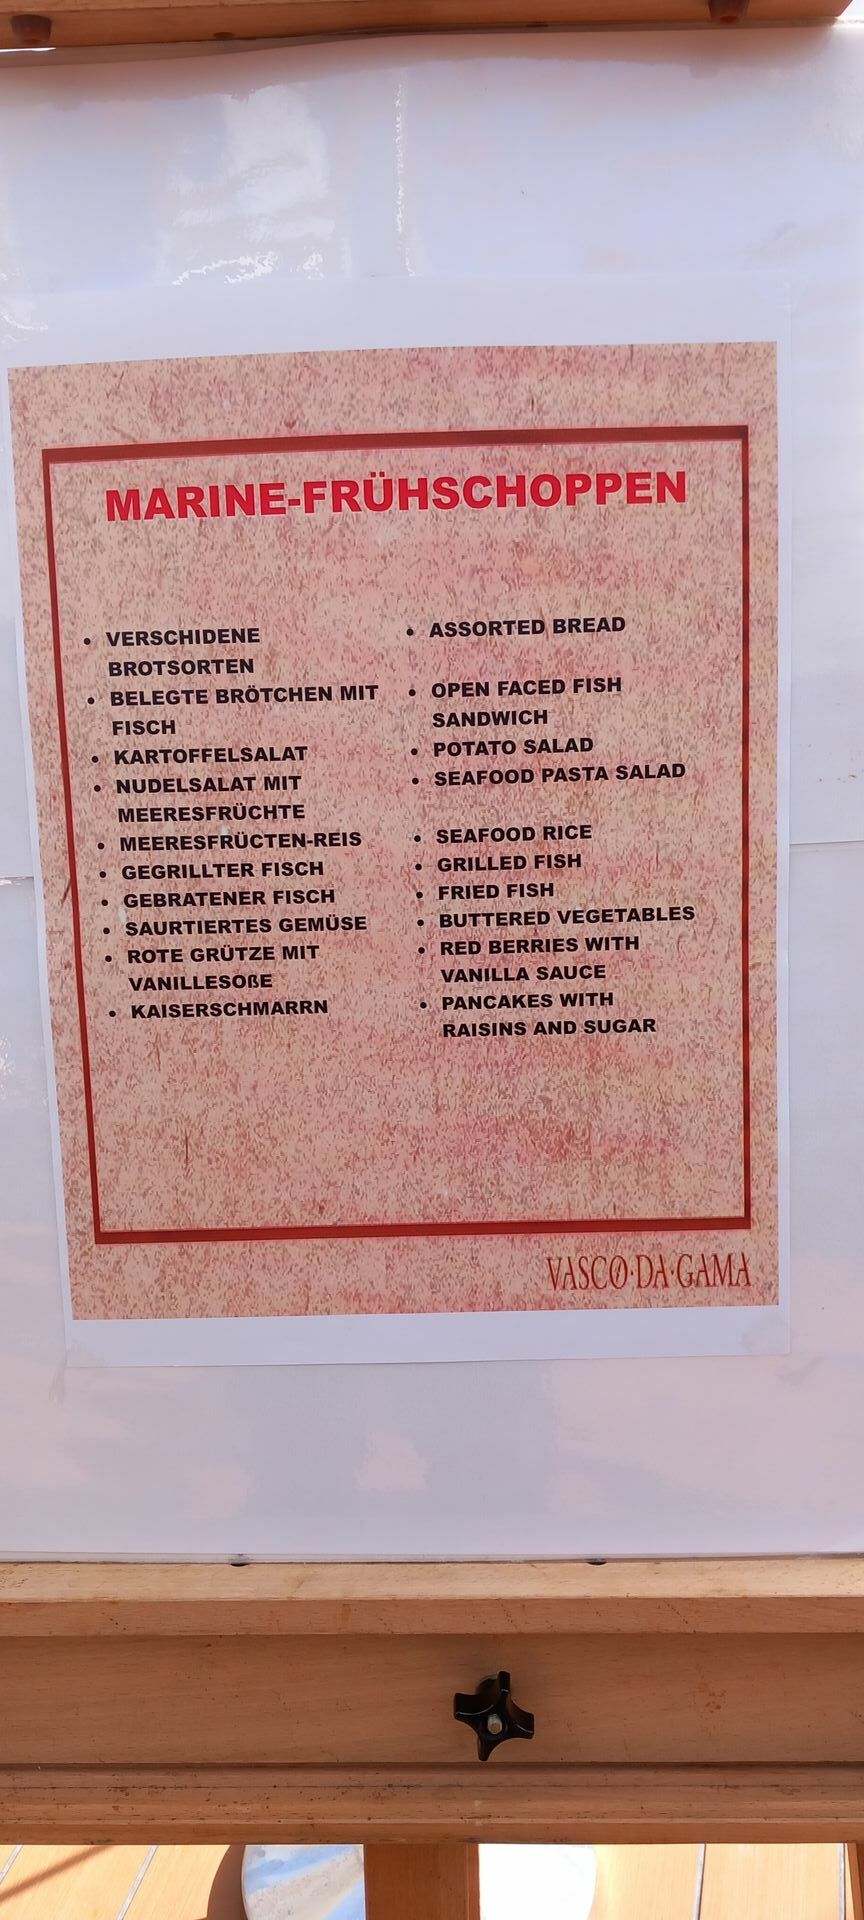 MARINE-FRÜHSCHOPPEN
• VERSCHIDENE
BROTSORTEN
• BELEGTE BRÖTCHEN MIT
FISCH
• KARTOFFELSALAT
• NUDELSALAT MIT
MEERESFRÜCHTE
• MEERESFRÜCTEN-REIS
• GEGRILLTER FISCH
• GEBRATENER FISCH
• SAURTIERTES GEMÜSE
• ROTE GRÜTZE MIT
VANILLESOßE
• KAISERSCHMARRN
• ASSORTED BREAD
• OPEN FACED FISH
SANDWICH
• POTATO SALAD
• SEAFOOD PASTA SALAD
• SEAFOOD RICE
• GRILLED FISH
• FRIED FISH
• BUTTERED VEGETABLES
• RED BERRIES WITH
VANILLA SAUCE
• PANCAKES WITH
RAISINS AND SUGAR
VASCO·DA·GAMA